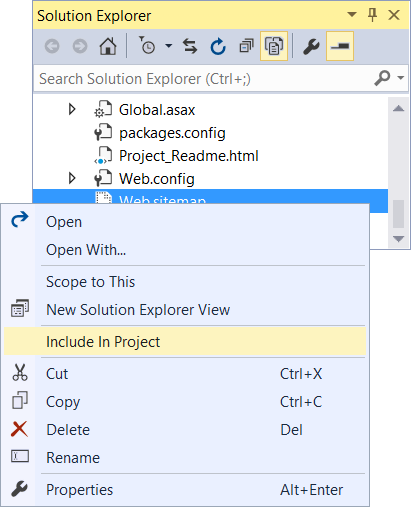 Solution Explorer
Search Solution Explorer (Ctrl+;)
Global.asax
packages.config
Project_Readme.html
Web.config
Web.sitemap
Open
Open With...
Scope to This
New Solution Explorer View
Include In Project
Cut Ctrl+X
Copy Ctrl+C
Delete Del
Rename
Properties Alt+Enter